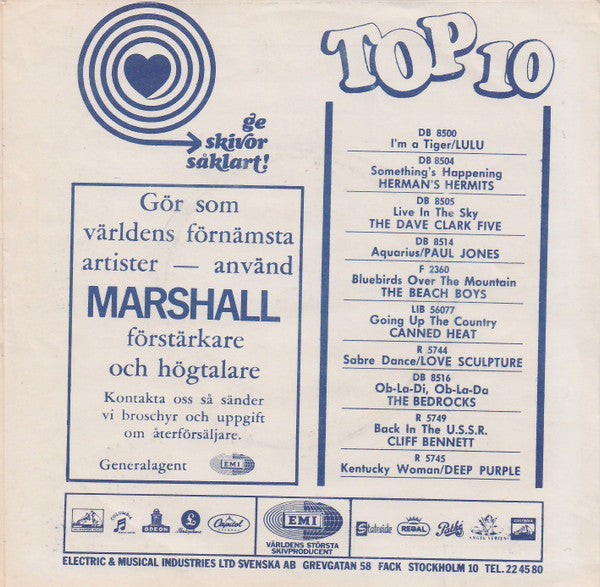 ge
skivor
såklart!
Gör som
världens förnämsta
artister — använd
MARSHALL
förstärkare
och högtalare
Kontakta oss så sänder
vi broschyr och uppgift
om återförsäljare.
Generalagent EMI
TOP 10
DB 8500
I'm a Tiger/LULU
DB 8504
Something's Happening
HERMAN'S HERMITS
DB 8505
Live In The Sky
THE DAVE CLARK FIVE
DB 8514
Aquarius/PAUL JONES
F 2360
Bluebirds Over The Mountain
THE BEACH BOYS
LIB 56077
Going Up The Country
CANNED HEAT
R 5744
Sabre Dance/LOVE SCULPTURE
DB 8516
Ob-La-Di, Ob-La-Da
THE BEDROCKS
R 5749
Back In The U.S.S.R.
CLIFF BENNETT
R 5745
Kentucky Woman/DEEP PURPLE
COLUMBIA
ODEON
Capitol
EMI
VÄRLDENS STÖRSTA
SKIVPRODUCENT
Stateside
REGAL
Pathé
ANGEL SERIES
ELECTRIC & MUSICAL INDUSTRIES LTD SVENSKA AB GREVGATAN 58 FACK STOCKHOLM 10 TEL. 22 45 80